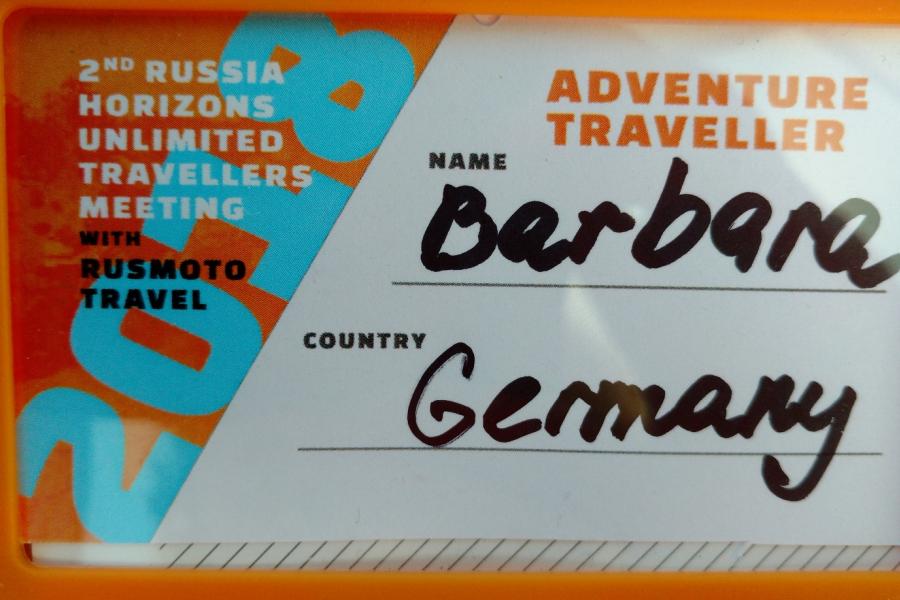 2ND RUSSIA
HORIZONS
UNLIMITED
TRAVELLERS
MEETING
WITH
RUSMOTO
TRAVEL
2018
ADVENTURE
TRAVELLER
NAME
Barbara
COUNTRY
Germany